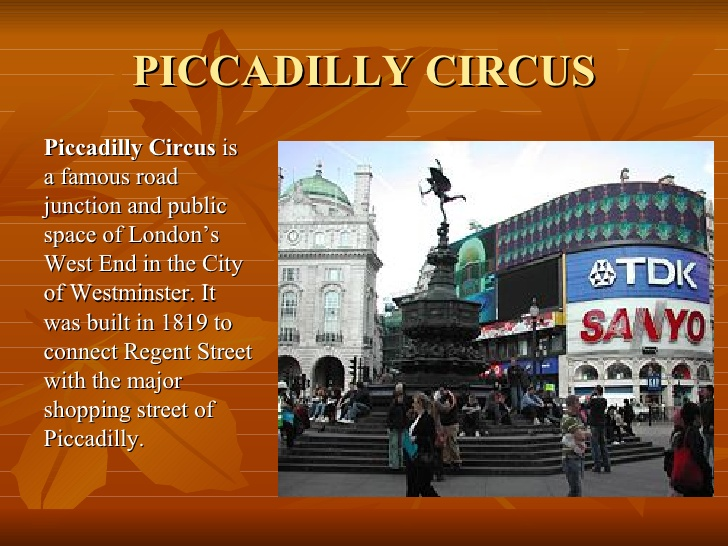 PICCADILLY CIRCUS
Piccadilly Circus is
a famous road
junction and public
space of London’s
West End in the City
of Westminster. It
was built in 1819 to
connect Regent Street
with the major
shopping street of
Piccadilly.
TDK
SANYO